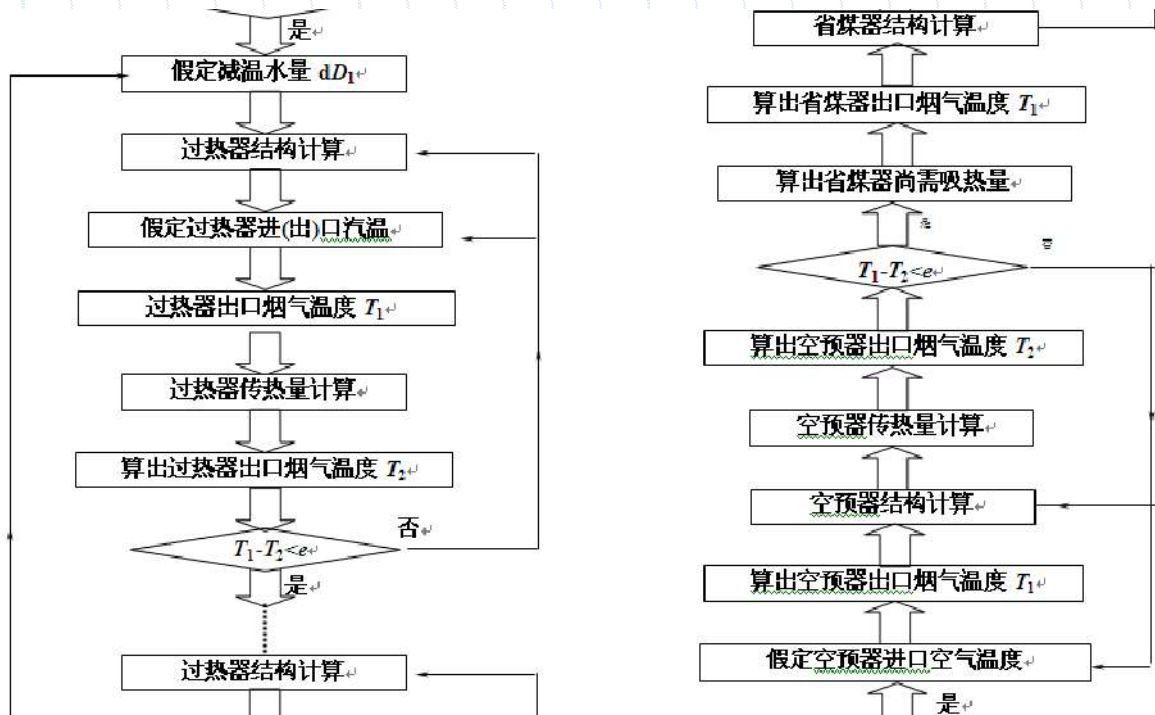 是
假定减温水量 dD₁
过热器结构计算
假定过热器进(出)口汽温
过热器出口烟气温度 T₁
过热器传热量计算
算出过热器出口烟气温度 T₂
否
T₁-T₂<e
是
过热器结构计算
省煤器结构计算
算出省煤器出口烟气温度 T₁
算出省煤器尚需吸热量
是
否
T₁-T₂<e
算出空预器出口烟气温度 T₂
空预器传热量计算
空预器结构计算
算出空预器出口烟气温度 T₁
假定空预器进口空气温度
是